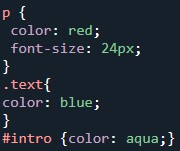 p {
 color: red;
 font-size: 24px;
}
.text{
color: blue;
}
#intro {color: aqua;}